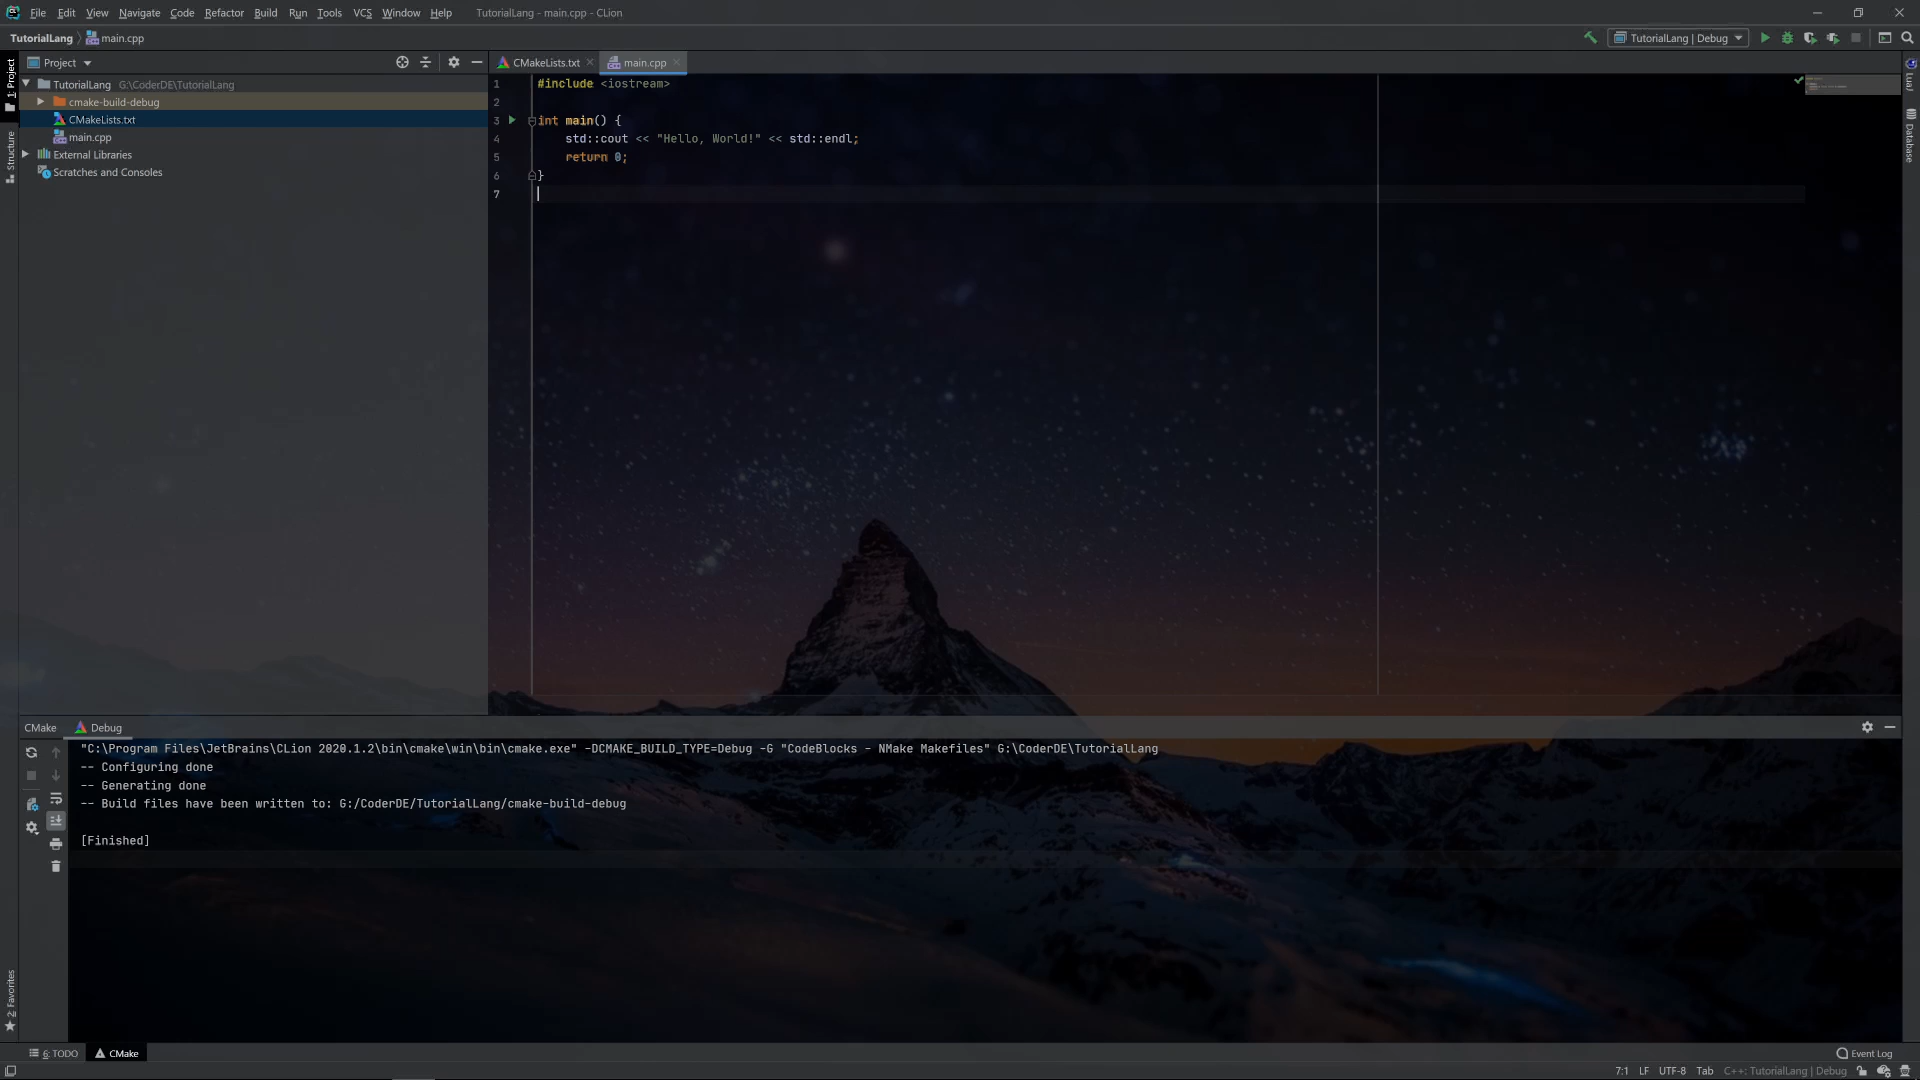 File Edit View Navigate Code Refactor Build Run Tools VCS Window Help TutorialLang - main.cpp - CLion
TutorialLang main.cpp
TutorialLang | Debug
1: Project
Structure
2: Favorites
Project
TutorialLang G:\CoderDE\TutorialLang
cmake-build-debug
CMakeLists.txt
main.cpp
External Libraries
Scratches and Consoles
CMakeLists.txt main.cpp
1 #include <iostream>
2
3 int main() {
4 std::cout << "Hello, World!" << std::endl;
5 return 0;
6 }
7
LuaJ
Database
CMake Debug
"C:\Program Files\JetBrains\CLion 2020.1.2\bin\cmake\win\bin\cmake.exe" -DCMAKE_BUILD_TYPE=Debug -G "CodeBlocks - NMake Makefiles" G:\CoderDE\TutorialLang
-- Configuring done
-- Generating done
-- Build files have been written to: G:/CoderDE/TutorialLang/cmake-build-debug
[Finished]
6: TODO CMake
Event Log
7:1 LF UTF-8 Tab C++: TutorialLang | Debug